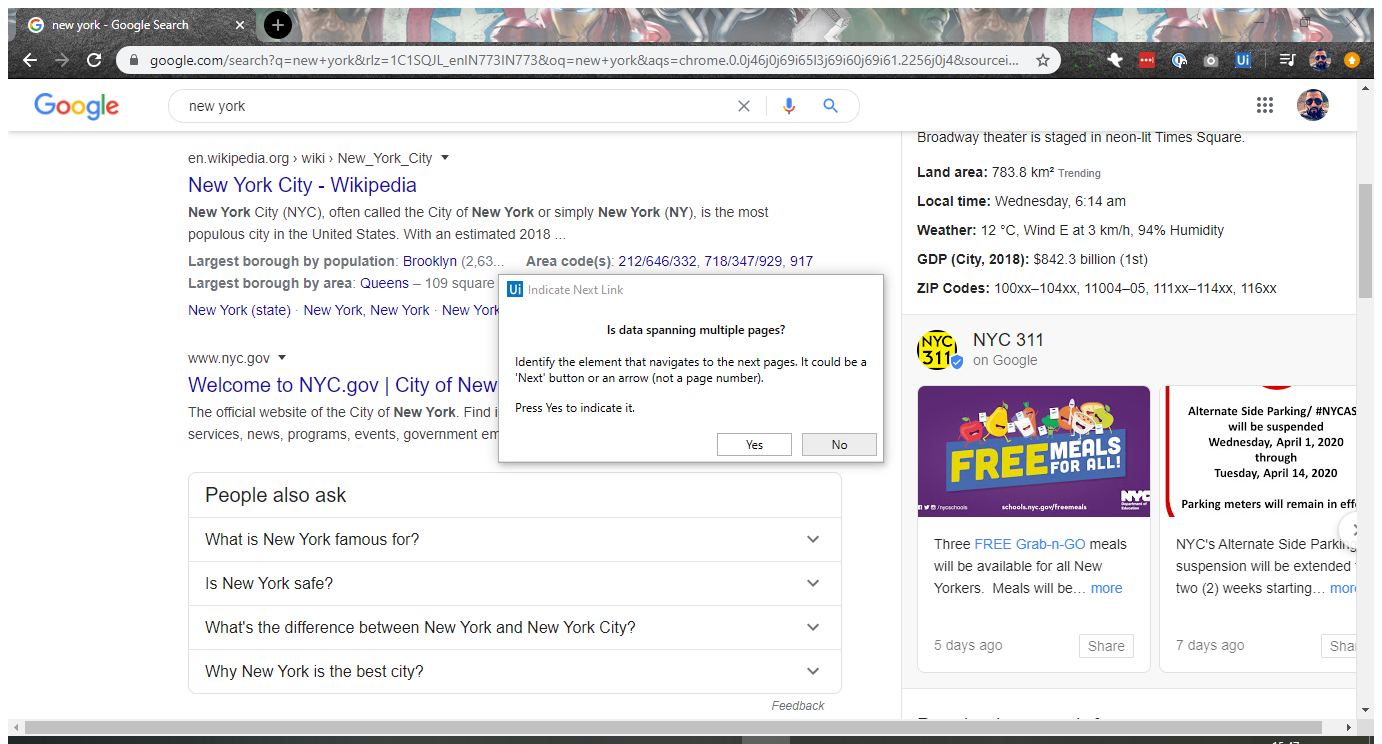 new york - Google Search
google.com/search?q=new+york&rlz=1C1SQJL_enIN773IN773&oq=new+york&aqs=chrome.0.0j46j0j69i65l3j69i60j69i61.2256j0j4&sourcei...
Ui
Google
new york
en.wikipedia.org › wiki › New_York_City
New York City - Wikipedia
New York City (NYC), often called the City of New York or simply New York (NY), is the most
populous city in the United States. With an estimated 2018 ...
Largest borough by population: Brooklyn (2,63... Area code(s): 212/646/332, 718/347/929, 917
Largest borough by area: Queens – 109 square
New York (state) · New York, New York · New York
www.nyc.gov
Welcome to NYC.gov | City of New
The official website of the City of New York. Find i
services, news, programs, events, government em
Ui Indicate Next Link
Is data spanning multiple pages?
Identify the element that navigates to the next pages. It could be a
'Next' button or an arrow (not a page number).
Press Yes to indicate it.
Yes No
People also ask
What is New York famous for?
Is New York safe?
What's the difference between New York and New York City?
Why New York is the best city?
Feedback
Broadway theater is staged in neon-lit Times Square.
Land area: 783.8 km² Trending
Local time: Wednesday, 6:14 am
Weather: 12 °C, Wind E at 3 km/h, 94% Humidity
GDP (City, 2018): $842.3 billion (1st)
ZIP Codes: 100xx–104xx, 11004–05, 111xx–114xx, 116xx
NYC
311
NYC 311
on Google
FREE MEALS
FOR ALL!
/nycschools
schools.nyc.gov/freemeals
NYC
Department of
Education
Three FREE Grab-n-GO meals
will be available for all New
Yorkers. Meals will be… more
5 days ago
Share
Alternate Side Parking/ #NYCAS
will be suspended
Wednesday, April 1, 2020
through
Tuesday, April 14, 2020
Parking meters will remain in effe
NYC's Alternate Side Parking
suspension will be extended
two (2) weeks starting… more
7 days ago
Shar